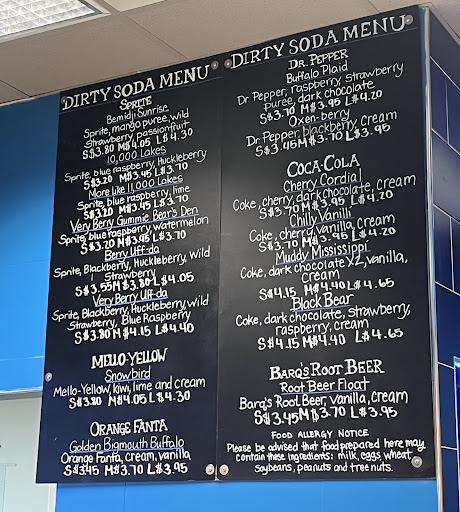 DIRTY SODA MENU
SPRITE
Bemidji Sunrise
Sprite, mango puree, wild
strawberry, passionfruit
S$3.80 M$4.05 L$4.30
10,000 Lakes
Sprite, blue raspberry, Huckleberry
S$3.20 M$3.45 L$3.70
More like 11,000 Lakes
Sprite, blue raspberry, lime
S$3.20 M$3.45 L$3.70
Very Berry Gummie Bear's Den
Sprite, blue raspberry, watermelon
S$3.20 M$3.45 L$3.70
Berry Uff-da
Sprite, Blackberry, Huckleberry, Wild
Strawberry
S$3.55 M$3.80 L$4.05
Very Berry Uff-da
Sprite, Blackberry, Huckleberry, wild
Strawberry, Blue Raspberry
S$3.80 M$4.15 L$4.40
MELLO-YELLOW
Snowbird
Mello-Yellow, kiwi, lime and cream
S$3.80 M$4.05 L$4.30
ORANGE FANTA
Golden Bigmouth Buffalo
Orange Fanta, cream, vanilla
S$3.45 M$3.70 L$3.95
DIRTY SODA MENU
DR. PEPPER
Buffalo Plaid
Dr Pepper, raspberry, strawberry
puree, dark chocolate
S$3.70 M$3.95 L$4.20
Oxen-berry
Dr. Pepper, blackberry, cream
S$3.45 M$3.70 L$3.95
COCA-COLA
Cherry Cordial
Coke, cherry, dark chocolate, cream
S$3.70 M$3.95 L$4.20
Chilly Vanilli
Coke, cherry, vanilla, cream
S$3.70 M$3.95 L$4.20
Muddy Mississippi
Coke, dark chocolate X2, vanilla,
cream
S$4.15 M$4.40 L$4.65
Black Bear
Coke, dark chocolate, strawberry,
raspberry, cream
S$4.15 M$4.40 L$4.65
BARQ'S ROOT BEER
Root Beer Float
Barq's Root Beer, vanilla, cream
S$3.45 M$3.70 L$3.95
FOOD ALLERGY NOTICE
Please be advised that food prepared here may
contain these ingredients: milk, eggs, wheat,
soybeans, peanuts and tree nuts.